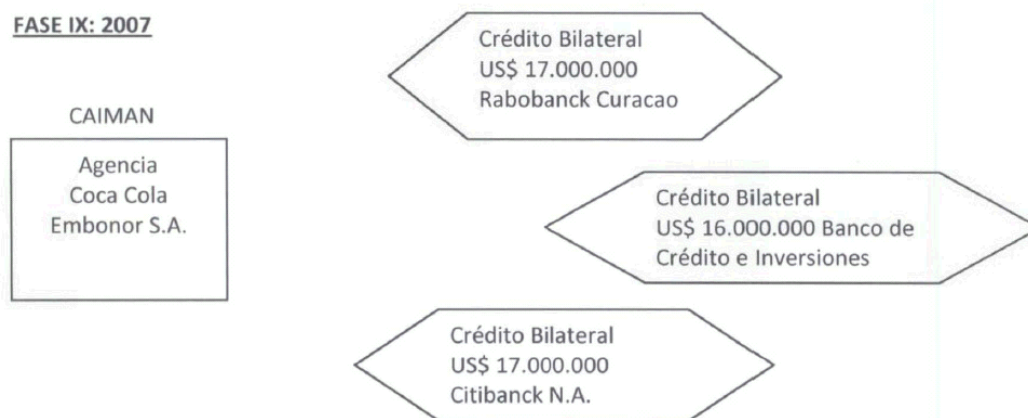 FASE IX: 2007
Crédito Bilateral
US$ 17.000.000
Rabobanck Curacao
CAIMAN
Agencia
Coca Cola
Embonor S.A.
Crédito Bilateral
US$ 16.000.000 Banco de
Crédito e Inversiones
Crédito Bilateral
US$ 17.000.000
Citibanck N.A.